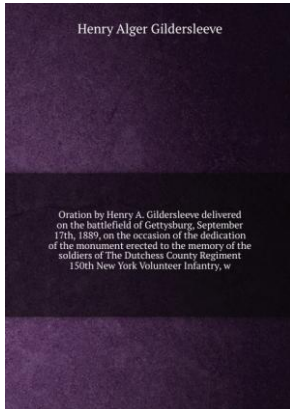 Henry Alger Gildersleeve
Oration by Henry A. Gildersleeve delivered
on the battlefield of Gettysburg, September
17th, 1889, on the occasion of the dedication
of the monument erected to the memory of the
soldiers of The Dutchess County Regiment
150th New York Volunteer Infantry, w